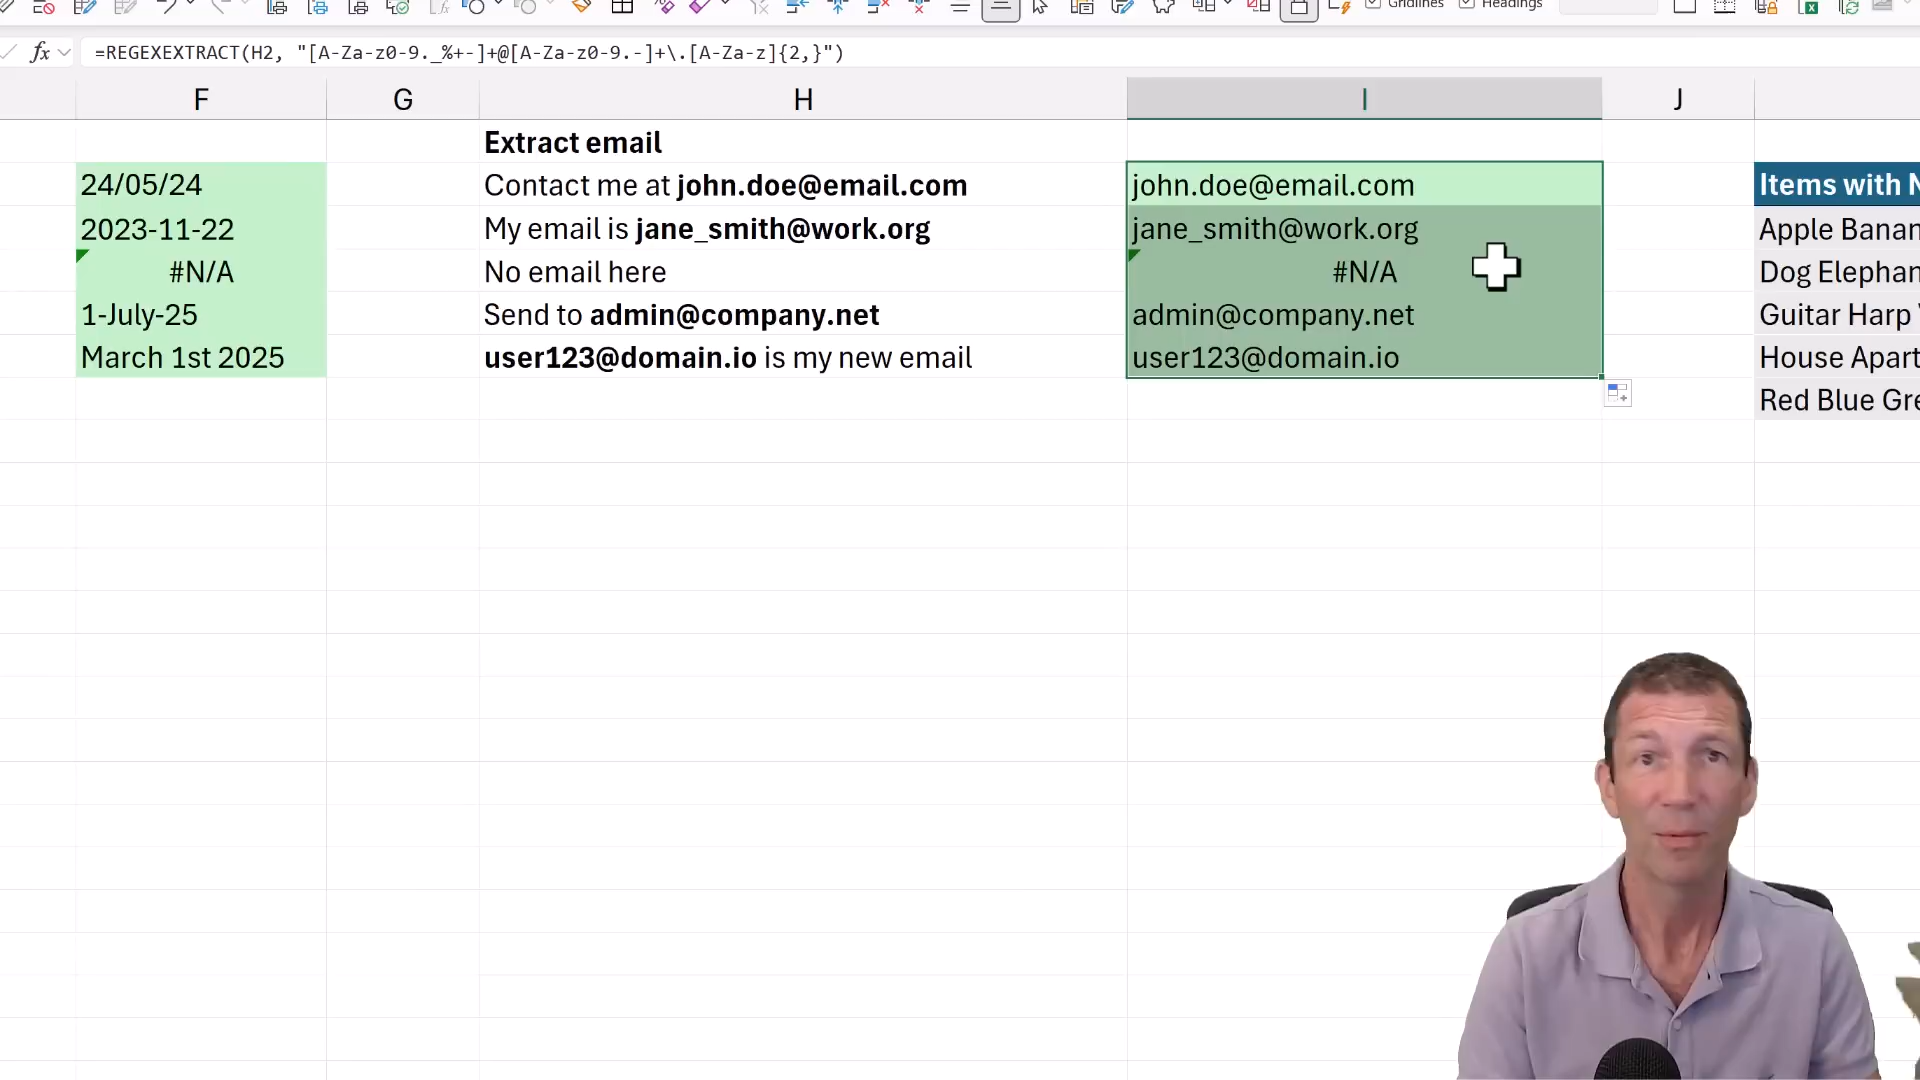 Gridlines Headings
fx =REGEXEXTRACT(H2, "[A-Za-z0-9._%+-]+@[A-Za-z0-9.-]+\.[A-Za-z]{2,}")
F G H I J
Extract email
24/05/24 Contact me at john.doe@email.com john.doe@email.com Items with N
2023-11-22 My email is jane_smith@work.org jane_smith@work.org Apple Banan
#N/A No email here #N/A Dog Elephan
1-July-25 Send to admin@company.net admin@company.net Guitar Harp
March 1st 2025 user123@domain.io is my new email user123@domain.io House Apart
Red Blue Gre